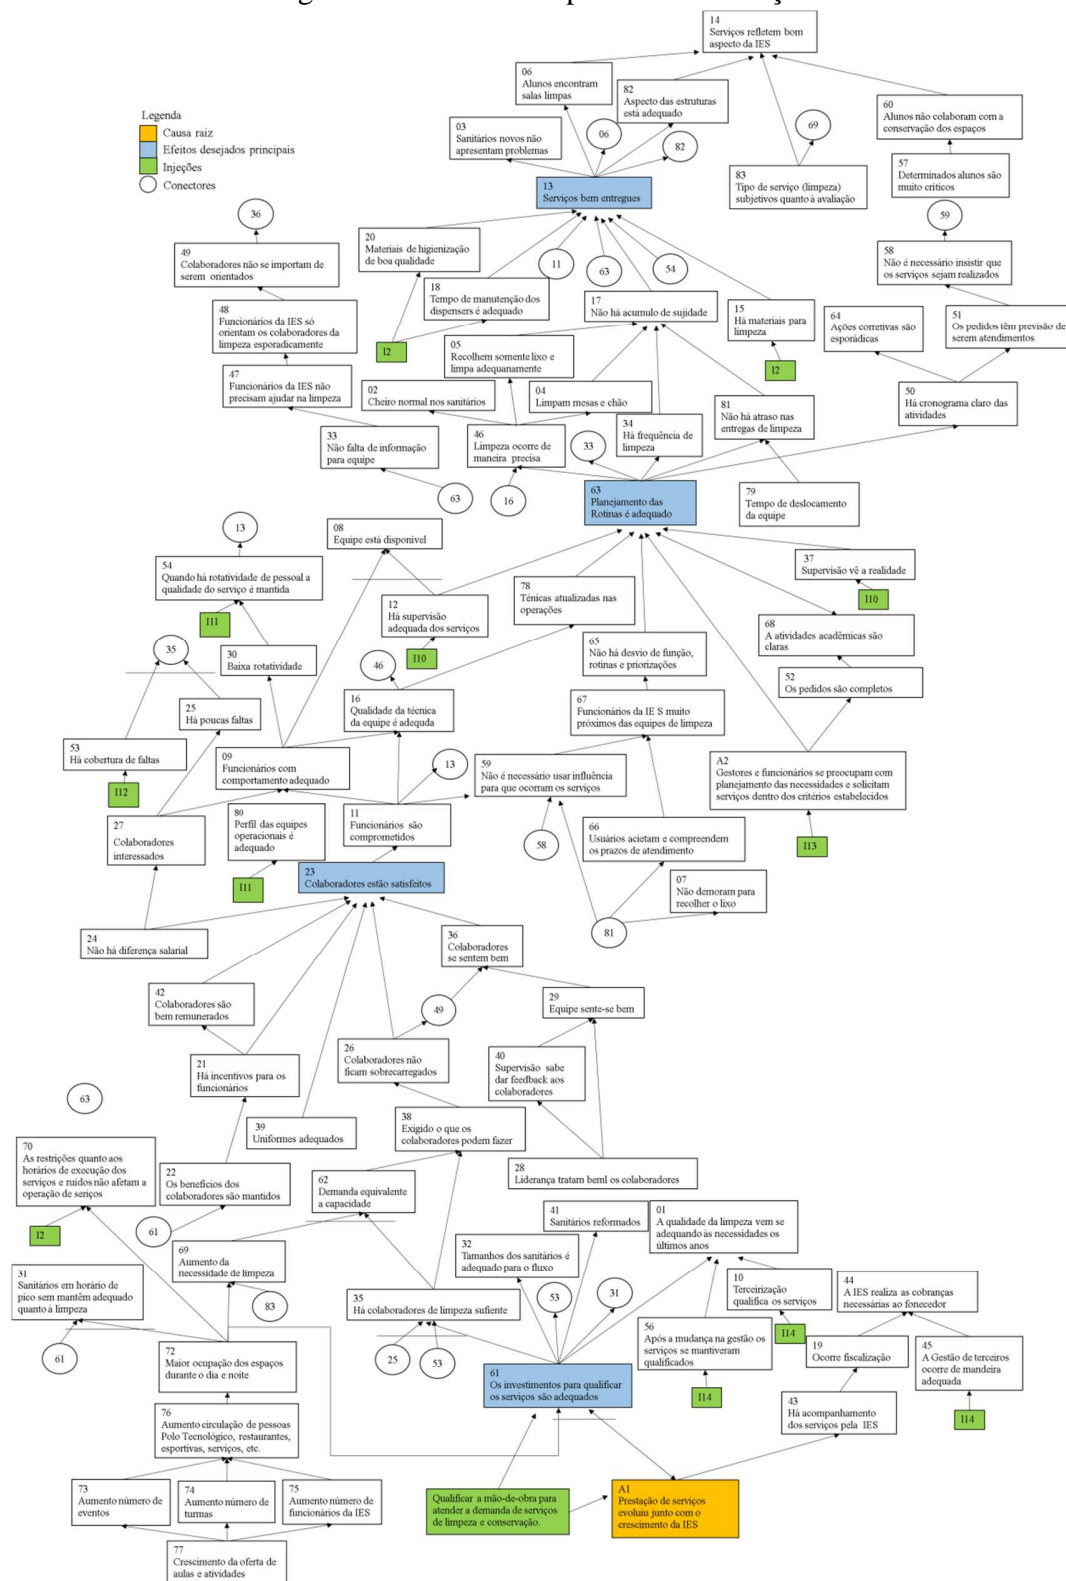 14
Serviços refletem bom
aspecto da IES
06
Alunos encontram
salas limpas
82
Aspecto das estruturas
está adequado
60
Alunos não colaboram com a
conservação dos espaços
Legenda
Causa raiz
Efeitos desejados principais
Injeções
Conectores
03
Sanitários novos não
apresentam problemas
06
82
69
57
Determinados alunos são
muito críticos
13
Serviços bem entregues
83
Tipo de serviço (limpeza)
subjetivos quanto à avaliação
36
59
49
Colaboradores não se importam de
serem orientados
20
Materiais de higienização
de boa qualidade
11
63
54
58
Não é necessário insistir que
os serviços sejam realizados
18
Tempo de manutenção dos
dispensers é adequado
17
Não há acumulo de sujidade
15
Há materiais para
limpeza
64
Ações corretivas são
esporádicas
51
Os pedidos têm previsão de
serem atendimentos
48
Funcionários da IES só
orientam os colaboradores da
limpeza esporadicamente
I2
05
Recolhem somente lixo e
limpa adequanamente
I2
47
Funcionários da IES não
precisam ajudar na limpeza
02
Cheiro normal nos sanitários
04
Limpam mesas e chão
81
Não há atraso nas
entregas de limpeza
50
Há cronograma claro das
atividades
33
Não falta de informação
para equipe
46
Limpeza ocorre de
maneira precisa
33
34
Há frequência de
limpeza
63
16
63
Planejamento das
Rotinas é adequado
79
Tempo de deslocamento
da equipe
13
08
Equipe está disponível
54
Quando há rotatividade de pessoal a
qualidade do serviço é mantida
37
Supervisão vê a realidade
I11
12
Há supervisão
adequada dos serviços
78
Ténicas atualizadas nas
operações
I10
68
A atividades acadêmicas são
claras
35
30
Baixa rotatividade
I10
46
65
Não há desvio de função,
rotinas e priorizações
52
Os pedidos são completos
25
Há poucas faltas
16
Qualidade da técnica
da equipe é adequda
67
Funcionários da IE S muito
próximos das equipes de limpeza
53
Há cobertura de faltas
09
Funcionários com
comportamento adequado
13
59
Não é necessário usar influência
para que ocorram os serviços
A2
Gestores e funcionários se preocupam com
planejamento das necessidades e solicitam
serviços dentro dos critérios estabelecidos
I12
27
Colaboradores
interessados
80
Perfil das equipes
operacionais é
adequado
11
Funcionários são
comprometidos
66
Usuários acietam e compreendem
os prazos de atendimento
58
I13
23
Colaboradores estão satisfeitos
I11
07
Não demoram para
recolher o lixo
24
Não há diferença salarial
36
Colaboradores
se sentem bem
81
42
Colaboradores são
bem remunerados
49
29
Equipe sente-se bem
21
Há incentivos para os
funcionários
26
Colaboradores não
ficam sobrecarregados
40
Supervisão sabe
dar feedback aos
colaboradores
63
39
Uniformes adequados
38
Exigido o que os
colaboradores podem fazer
70
As restrições quanto aos
horários de execução dos
serviços e ruídos não afetam a
operação de seriços
22
Os benefícios dos
colaboradores são mantidos
62
Demanda equivalente
a capacidade
28
Liderança tratam beml os colaboradores
I2
61
41
Sanitários reformados
01
A qualidade da limpeza vem se
adequando às necessidades os
últimos anos
69
Aumento da
necessidade de limpeza
32
Tamanhos dos sanitários é
adequado para o fluxo
31
Sanitários em horário de
pico sem mantêm adequado
quanto à limpeza
83
35
Há colaboradores de limpeza sufiente
53
31
10
Terceirização
qualifica os serviços
44
A IES realiza as cobranças
necessárias ao fonecedor
61
72
Maior ocupação dos espaços
durante o dia e noite
25
53
56
Após a mudança na gestão os
serviços se mantiveram
qualificados
I14
19
Ocorre fiscalização
45
A Gestão de terceiros
ocorre de mandeira
adequada
61
Os investimentos para qualificar
os serviços são adequados
I14
76
Aumento circulação de pessoas
Polo Tecnológico, restaurantes,
esportivas, serviços, etc.
43
Há acompanhamento
dos serviços pela IES
I14
73
Aumento número de
eventos
74
Aumento número de
turmas
75
Aumento número de
funcionários da IES
Qualificar a mão-de-obra para
atender a demanda de serviços
de limpeza e conservação.
A1
Prestação de serviços
evoluiu junto com o
crescimento da IES
77
Crescimento da oferta de
aulas e atividades